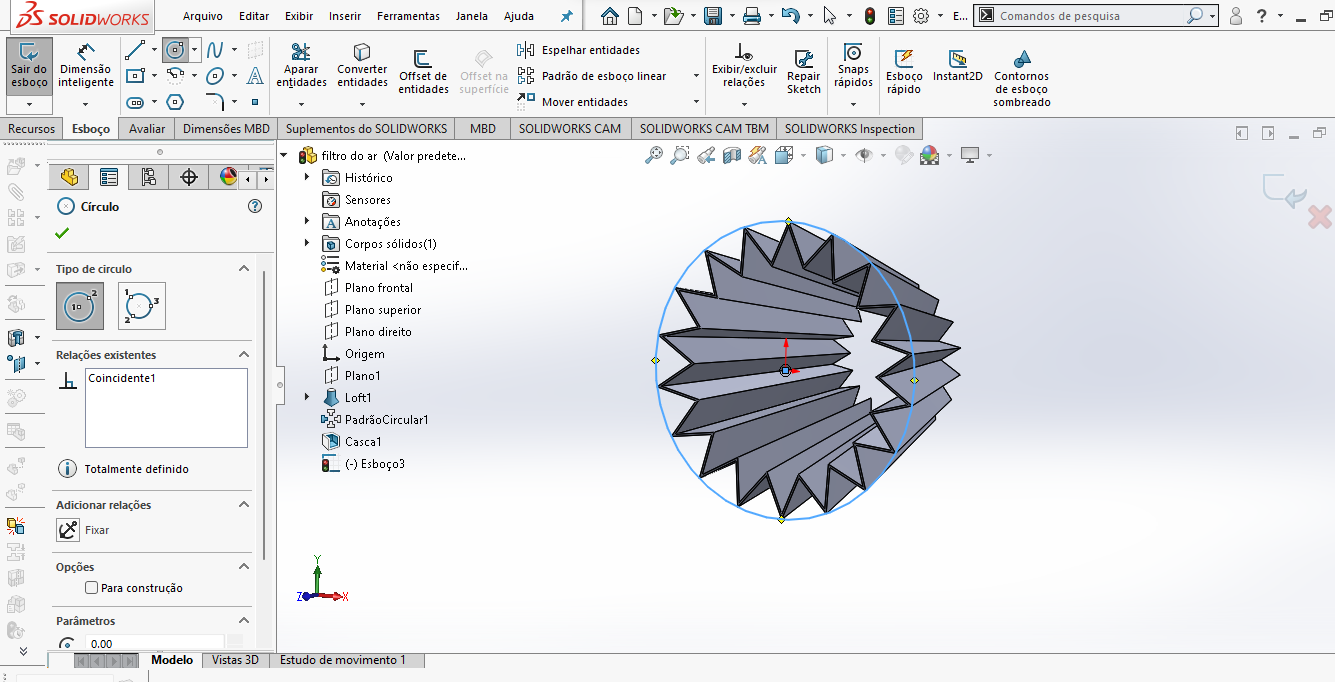 SOLIDWORKS
Arquivo Editar Exibir Inserir Ferramentas Janela Ajuda
E...
Comandos de pesquisa
?
Sair do esboço
Dimensão inteligente
Aparar entidades
Converter entidades
Offset de entidades
Offset na superfície
Espelhar entidades
Padrão de esboço linear
Mover entidades
Exibir/excluir relações
Repair Sketch
Snaps rápidos
Esboço rápido
Instant2D
Contornos de esboço sombreado
Recursos Esboço Avaliar Dimensões MBD Suplementos do SOLIDWORKS MBD SOLIDWORKS CAM SOLIDWORKS CAM TBM SOLIDWORKS Inspection
Círculo
Tipo de circulo
1 2
1 2 3
Relações existentes
Coincidente1
Totalmente definido
Adicionar relações
Fixar
Opções
Para construção
Parâmetros
0.00
filtro do ar (Valor predete...
Histórico
Sensores
Anotações
Corpos sólidos(1)
Material <não especif...
Plano frontal
Plano superior
Plano direito
Origem
Plano1
Loft1
PadrãoCircular1
Casca1
(-) Esboço3
Y
Z X
Modelo Vistas 3D Estudo de movimento 1